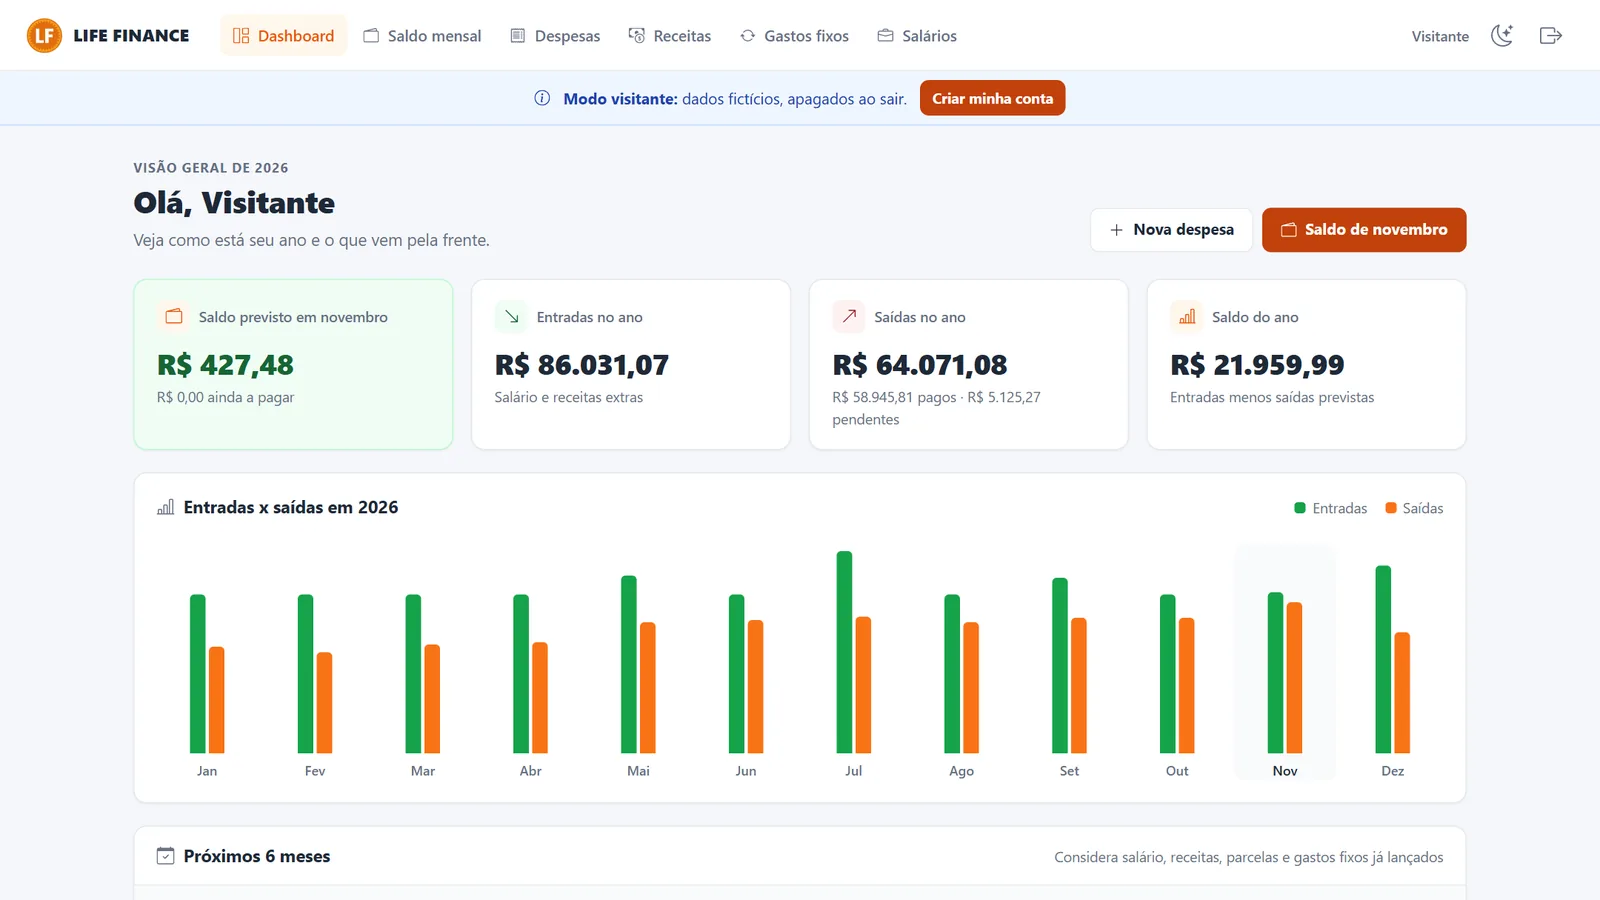 LF LIFE FINANCE
Dashboard
Saldo mensal
Despesas
Receitas
Gastos fixos
Salários
Visitante
Modo visitante: dados fictícios, apagados ao sair.
Criar minha conta
VISÃO GERAL DE 2026
Olá, Visitante
Veja como está seu ano e o que vem pela frente.
Nova despesa
Saldo de novembro
Saldo previsto em novembro
R$ 427,48
R$ 0,00 ainda a pagar
Entradas no ano
R$ 86.031,07
Salário e receitas extras
Saídas no ano
R$ 64.071,08
R$ 58.945,81 pagos · R$ 5.125,27
pendentes
Saldo do ano
R$ 21.959,99
Entradas menos saídas previstas
Entradas x saídas em 2026
Entradas
Saídas
Jan
Fev
Mar
Abr
Mai
Jun
Jul
Ago
Set
Out
Nov
Dez
Próximos 6 meses
Considera salário, receitas, parcelas e gastos fixos já lançados